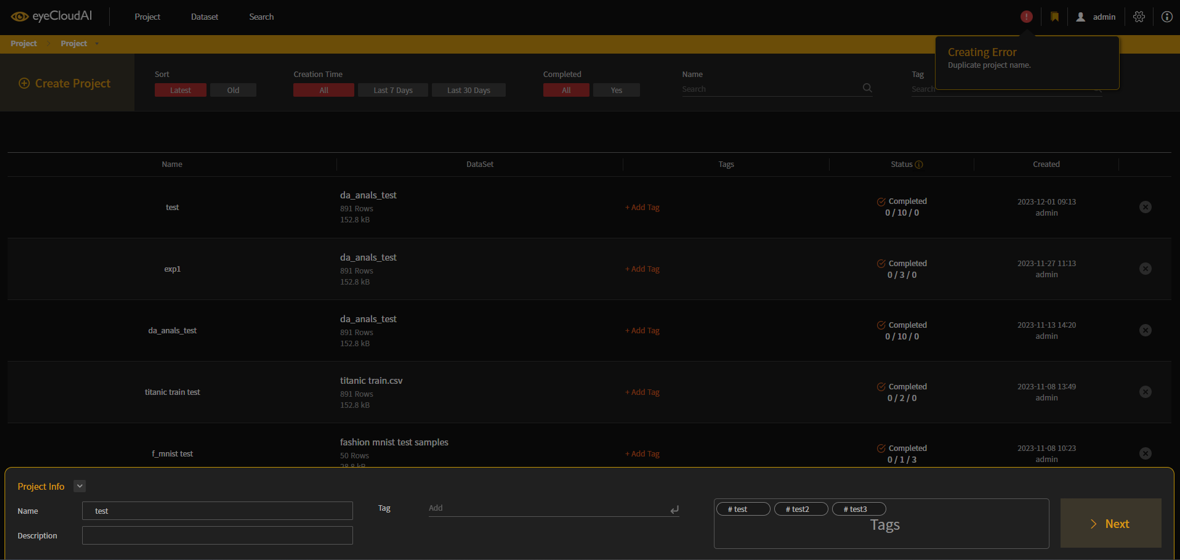 eyeCloudAI Project Dataset Search ! admin
Project Project
Creating Error
Duplicate project name.
Create Project
Sort Creation Time Completed Name Tag
Latest Old All Last 7 Days Last 30 Days All Yes Search Search
Name DataSet Tags Status Created
da_anals_test
test 891 Rows + Add Tag Completed 2023-12-01 09:13
152.8 kB 0 / 10 / 0 admin
da_anals_test
exp1 891 Rows + Add Tag Completed 2023-11-27 11:13
152.8 kB 0 / 3 / 0 admin
da_anals_test
da_anals_test 891 Rows + Add Tag Completed 2023-11-13 14:20
152.8 kB 0 / 10 / 0 admin
titanic train.csv
titanic train test 891 Rows + Add Tag Completed 2023-11-08 13:49
152.8 kB 0 / 2 / 0 admin
fashion mnist test samples
f_mnist test 50 Rows + Add Tag Completed 2023-11-08 10:23
28.8 kB 0 / 1 / 3 admin
Project Info
Name test Tag Add # test # test2 # test3
Tags
Next
Description